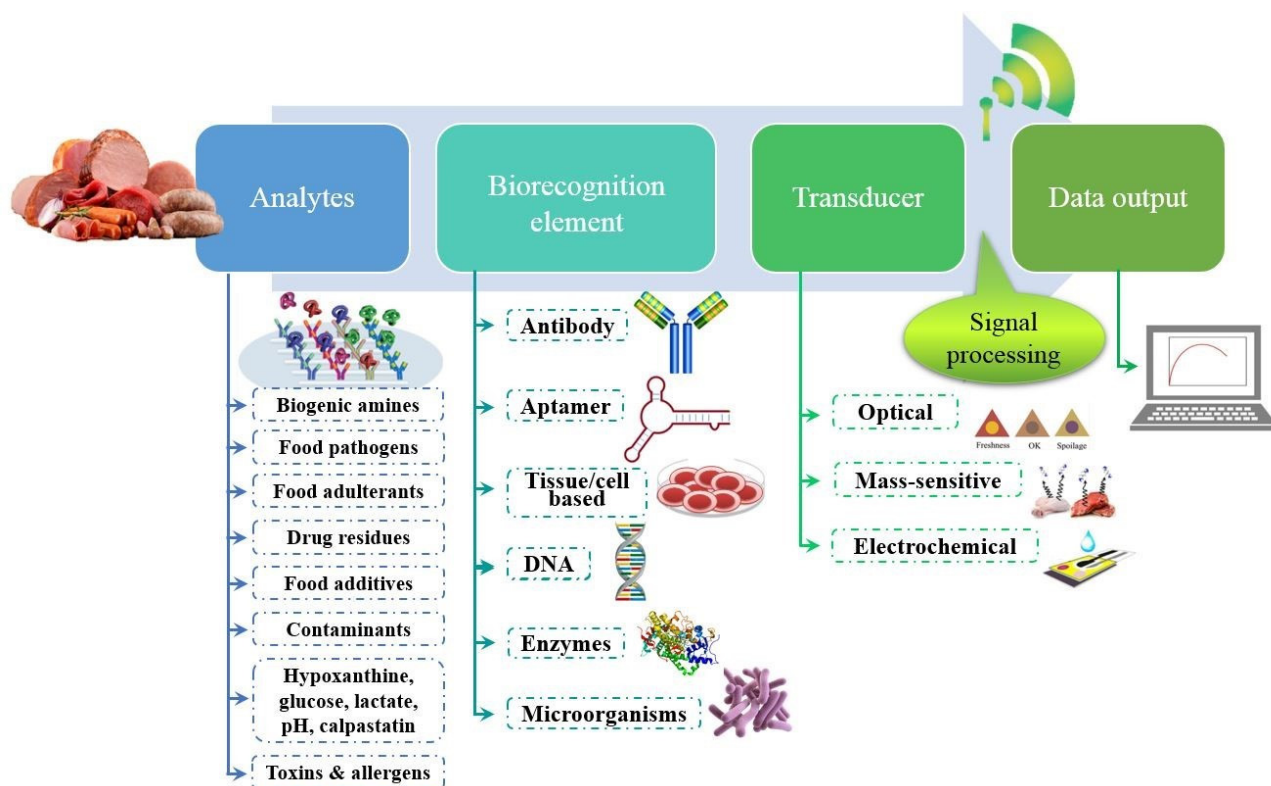 Analytes
Biorecognition
element
Transducer
Data output
Signal
processing
Biogenic amines
Food pathogens
Food adulterants
Drug residues
Food additives
Contaminants
Hypoxanthine,
glucose, lactate,
pH, calpastatin
Toxins & allergens
Antibody
Aptamer
Tissue/cell
based
DNA
Enzymes
Microorganisms
Optical
Freshness
OK
Spoilage
Mass-sensitive
Electrochemical